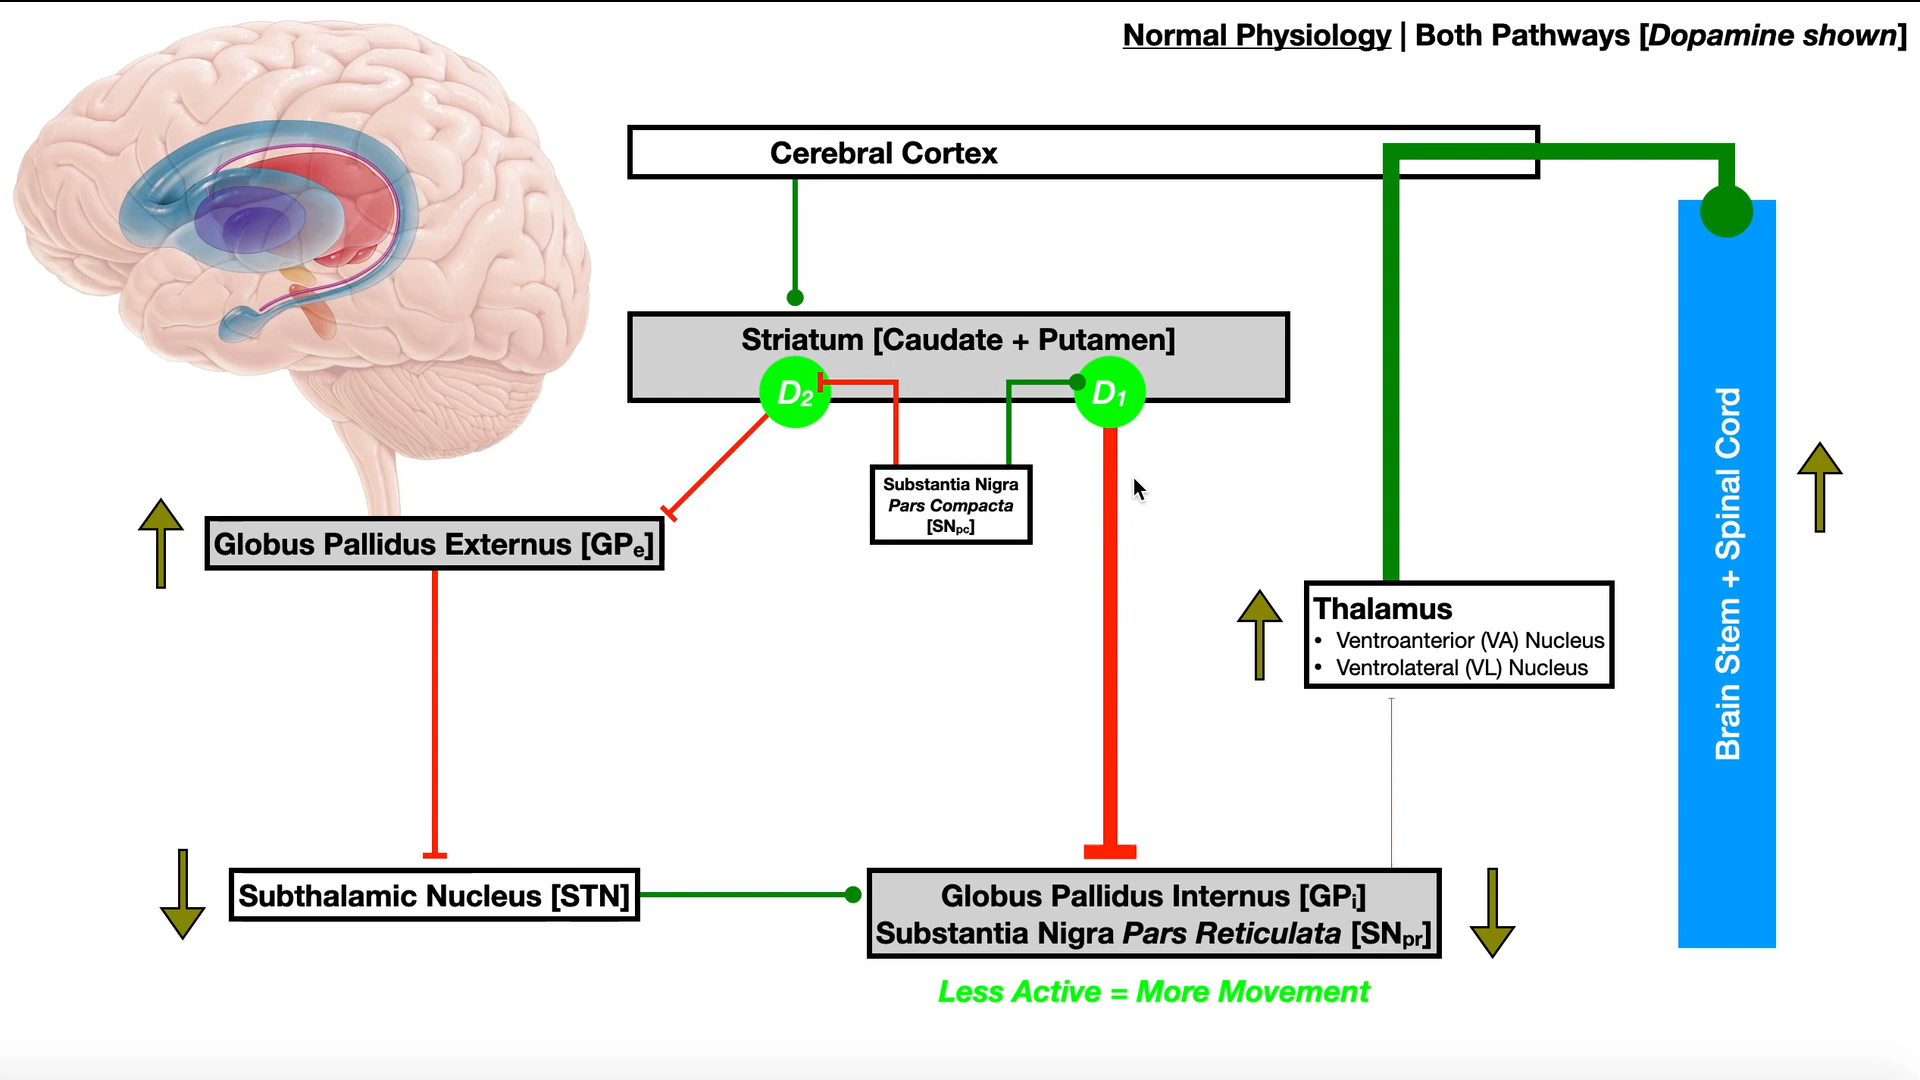 Normal Physiology | Both Pathways [Dopamine shown]
Cerebral Cortex
Striatum [Caudate + Putamen]
D₂
D₁
Substantia Nigra
Pars Compacta
[SNpc]
Globus Pallidus Externus [GPe]
Thalamus
• Ventroanterior (VA) Nucleus
• Ventrolateral (VL) Nucleus
Brain Stem + Spinal Cord
Subthalamic Nucleus [STN]
Globus Pallidus Internus [GPi]
Substantia Nigra Pars Reticulata [SNpr]
Less Active = More Movement